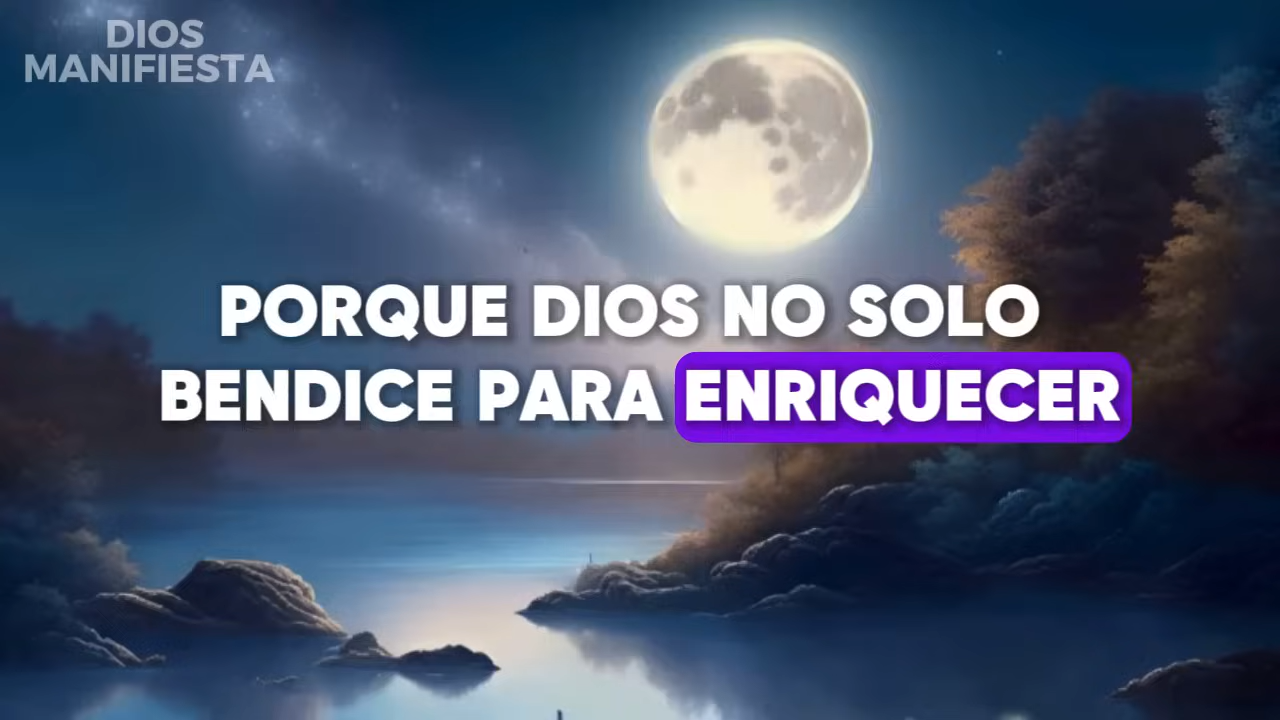 DIOS
MANIFIESTA
PORQUE DIOS NO SOLO
BENDICE PARA ENRIQUECER